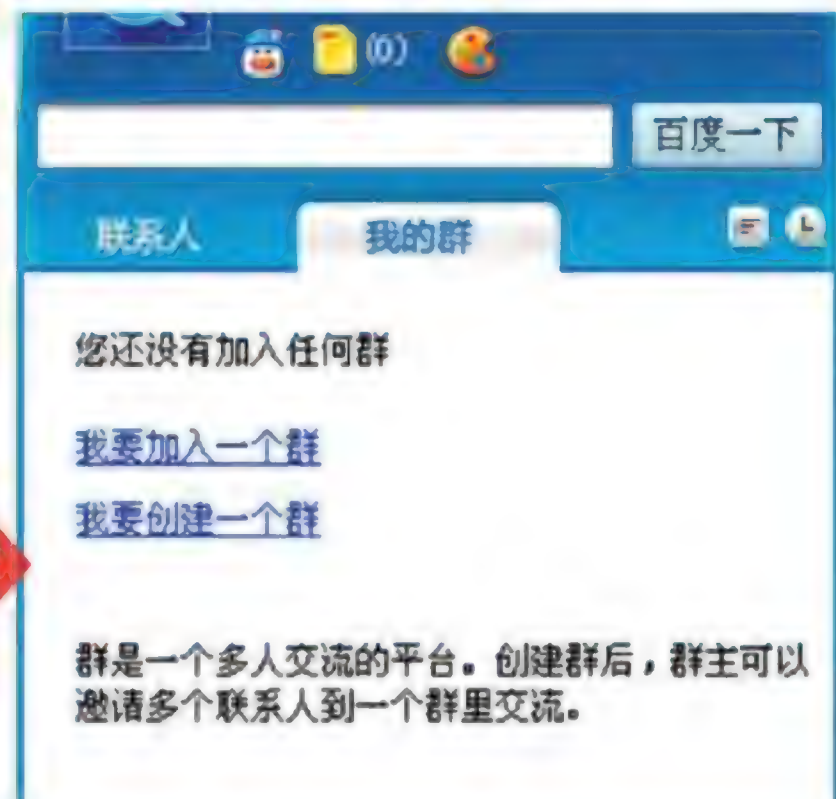 (0)
百度一下
联系人
我的群
您还没有加入任何群
我要加入一个群
我要创建一个群
群是一个多人交流的平台。创建群后，群主可以
邀请多个联系人到一个群里交流。